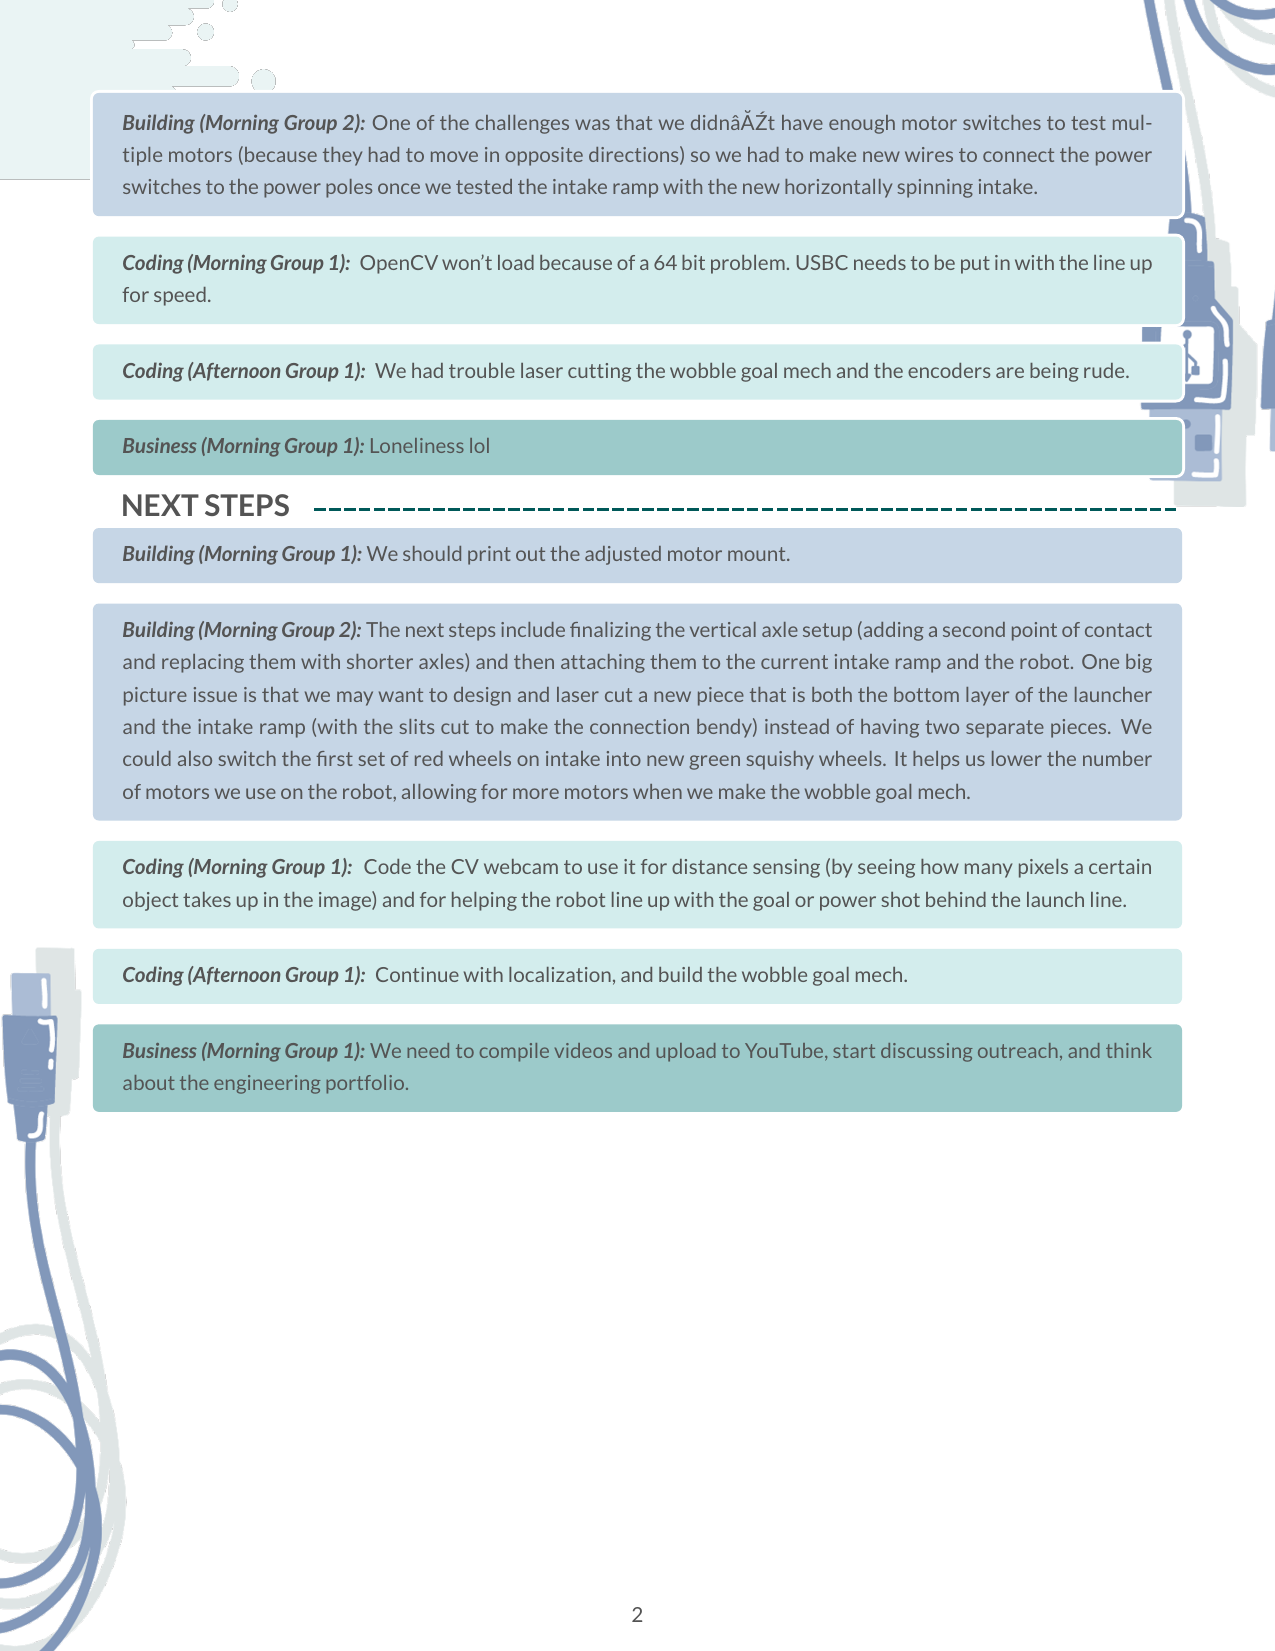 Building (Morning Group 2): One of the challenges was that we didnâĂŹt have enough motor switches to test mul-
tiple motors (because they had to move in opposite directions) so we had to make new wires to connect the power
switches to the power poles once we tested the intake ramp with the new horizontally spinning intake.
Coding (Morning Group 1): OpenCV won't load because of a 64 bit problem. USBC needs to be put in with the line up
for speed.
Coding (Afternoon Group 1): We had trouble laser cutting the wobble goal mech and the encoders are being rude.
Business (Morning Group 1): Loneliness lol
NEXT STEPS
Building (Morning Group 1): We should print out the adjusted motor mount.
Building (Morning Group 2): The next steps include finalizing the vertical axle setup (adding a second point of contact
and replacing them with shorter axles) and then attaching them to the current intake ramp and the robot. One big
picture issue is that we may want to design and laser cut a new piece that is both the bottom layer of the launcher
and the intake ramp (with the slits cut to make the connection bendy) instead of having two separate pieces. We
could also switch the first set of red wheels on intake into new green squishy wheels. It helps us lower the number
of motors we use on the robot, allowing for more motors when we make the wobble goal mech.
Coding (Morning Group 1): Code the CV webcam to use it for distance sensing (by seeing how many pixels a certain
object takes up in the image) and for helping the robot line up with the goal or power shot behind the launch line.
Coding (Afternoon Group 1): Continue with localization, and build the wobble goal mech.
Business (Morning Group 1): We need to compile videos and upload to YouTube, start discussing outreach, and think
about the engineering portfolio.
2